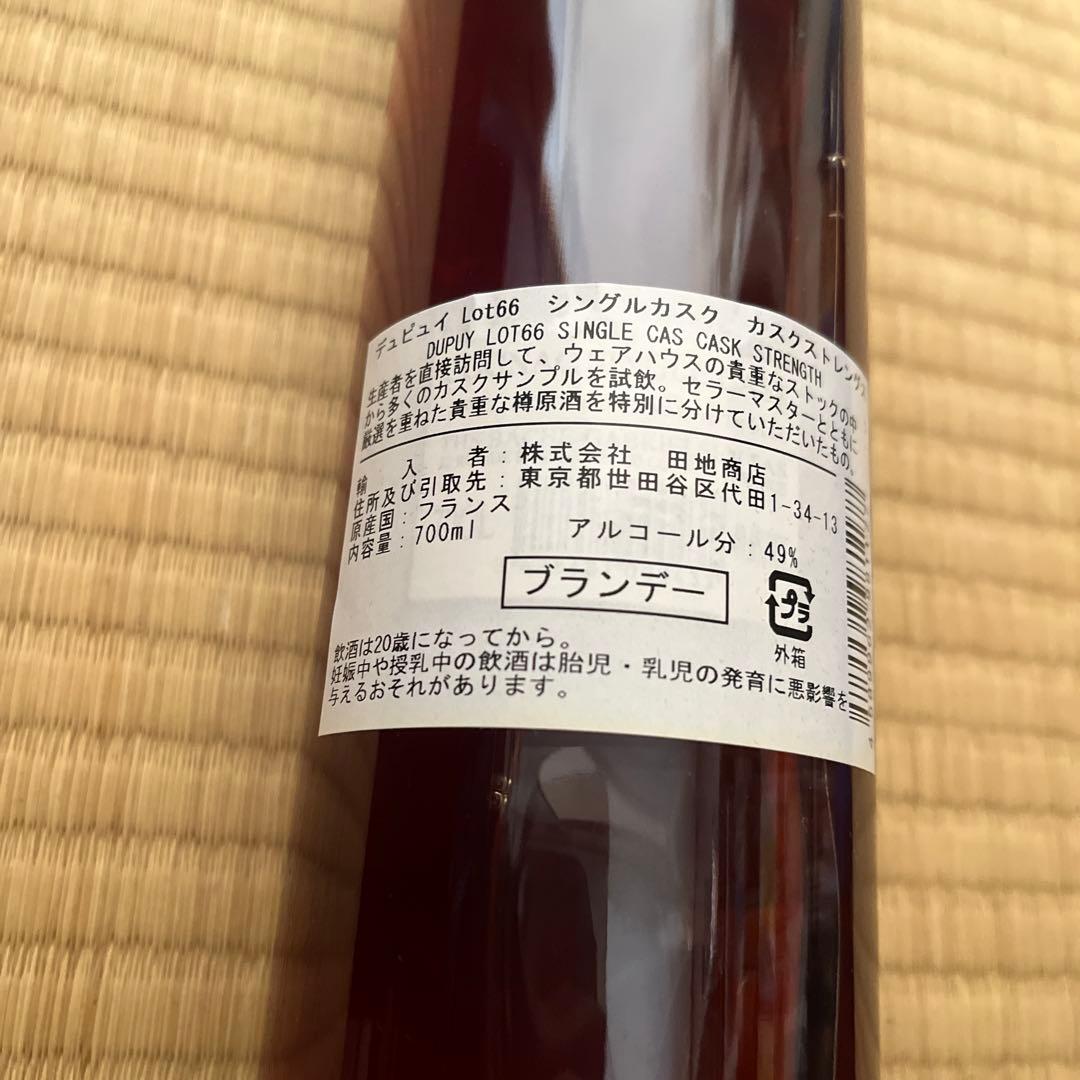 デュピュイ Lot66　シングルカスク　カスクストレングス
DUPUY LOT66 SINGLE CAS CASK STRENGTH
生産者を直接訪問して、ウェアハウスの貴重なストックの中
から多くのカスクサンプルを試飲。セラーマスターとともに
厳選を重ねた貴重な樽原酒を特別に分けていただいたもの。
輸入者：株式会社　田地商店
住所及び引取先：東京都世田谷区代田1-34-13
原産国：フランス
内容量：700ml　アルコール分：49%
ブランデー
プラ
外箱
飲酒は20歳になってから。
妊娠中や授乳中の飲酒は胎児・乳児の発育に悪影響を
与えるおそれがあります。